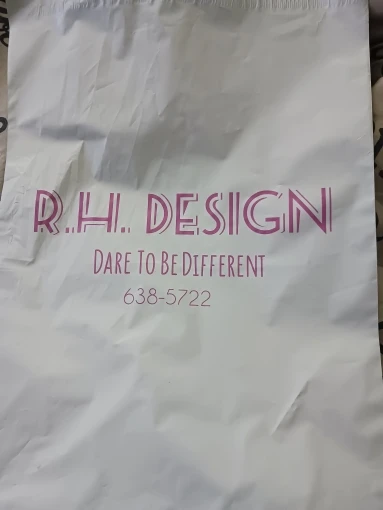 R..H.. DESIGN
DARE TO BE DIFFERENT
638-5722